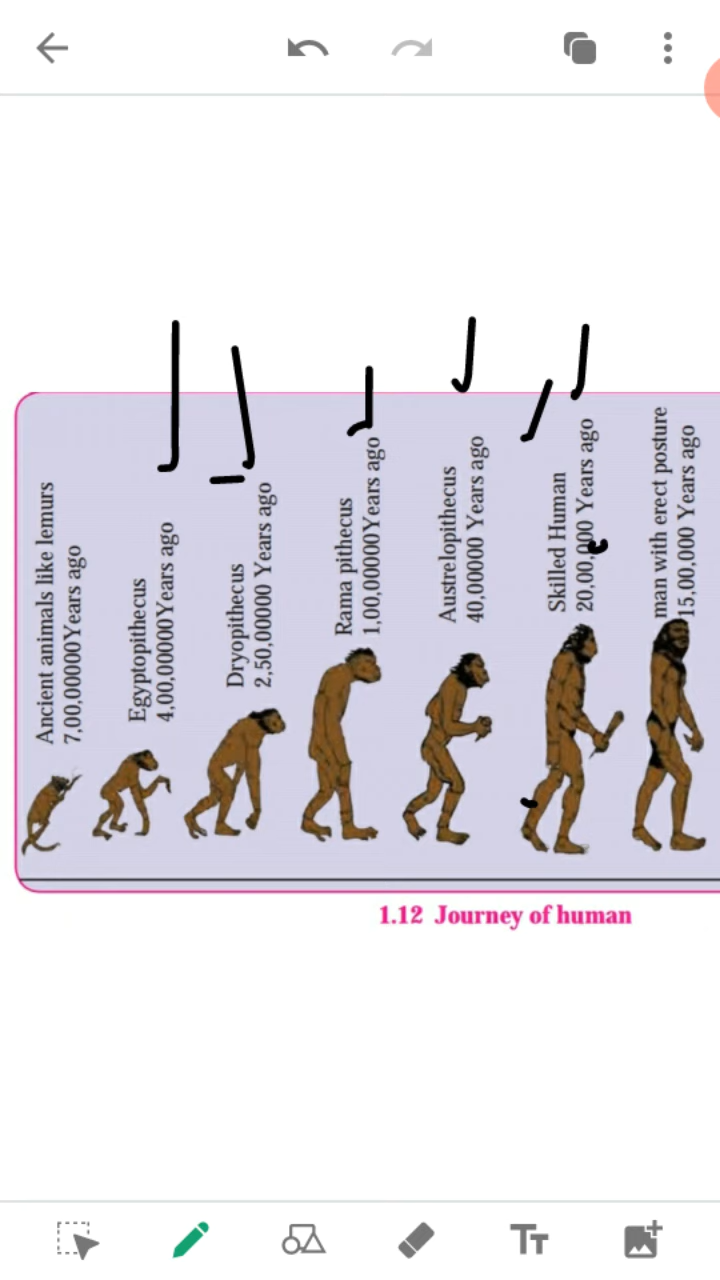 Ancient animals like lemurs
7,00,00000Years ago
Egyptopithecus
4,00,00000Years ago
Dryopithecus
2,50,00000 Years ago
Rama pithecus
1,00,00000Years ago
Austrelopithecus
40,00000 Years ago
Skilled Human
20,00,000 Years ago
man with erect posture
15,00,000 Years ago
1.12 Journey of human
TT